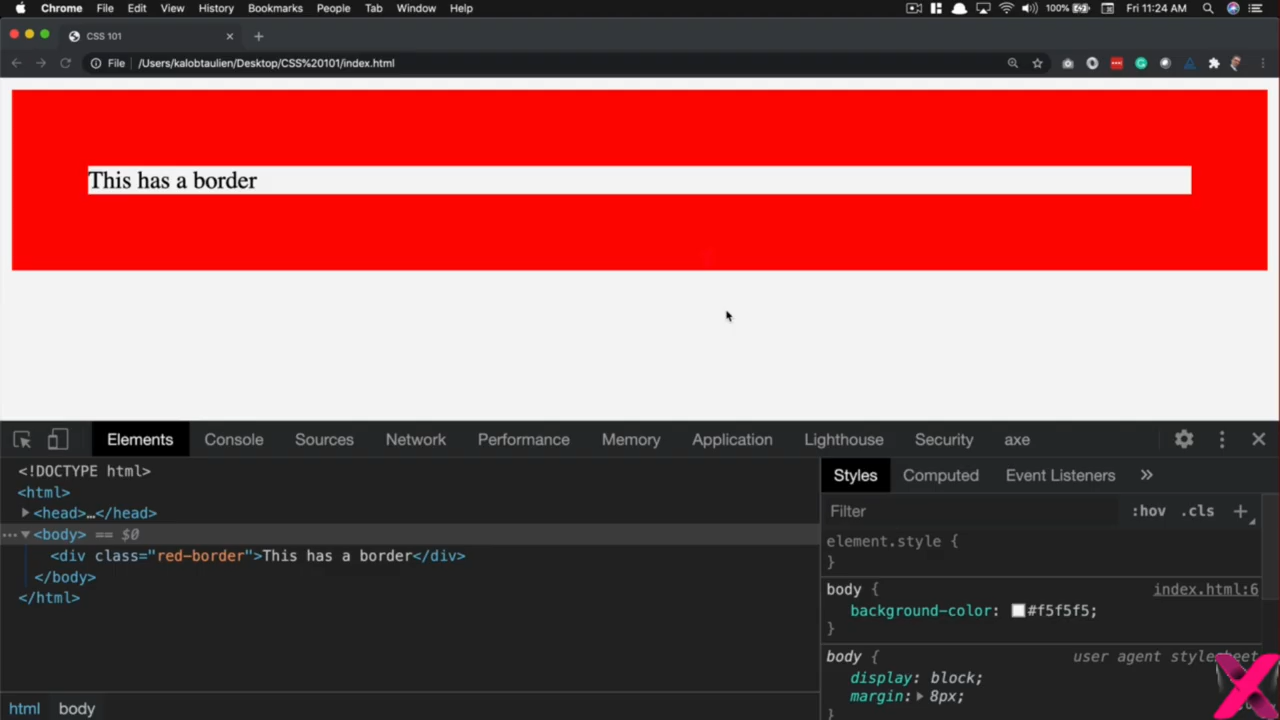 Chrome File Edit View History Bookmarks People Tab Window Help 100% Fri 11:24 AM
CSS 101
File /Users/kalobtaulien/Desktop/CSS%20101/index.html
This has a border
Elements Console Sources Network Performance Memory Application Lighthouse Security axe
<!DOCTYPE html>
<html>
<head>…</head>
<body> == $0
<div class="red-border">This has a border</div>
</body>
</html>
html body
Styles Computed Event Listeners »
Filter :hov .cls +
element.style {
}
body { index.html:6
background-color: #f5f5f5;
}
body { user agent stylesheet
display: block;
margin: 8px;
}